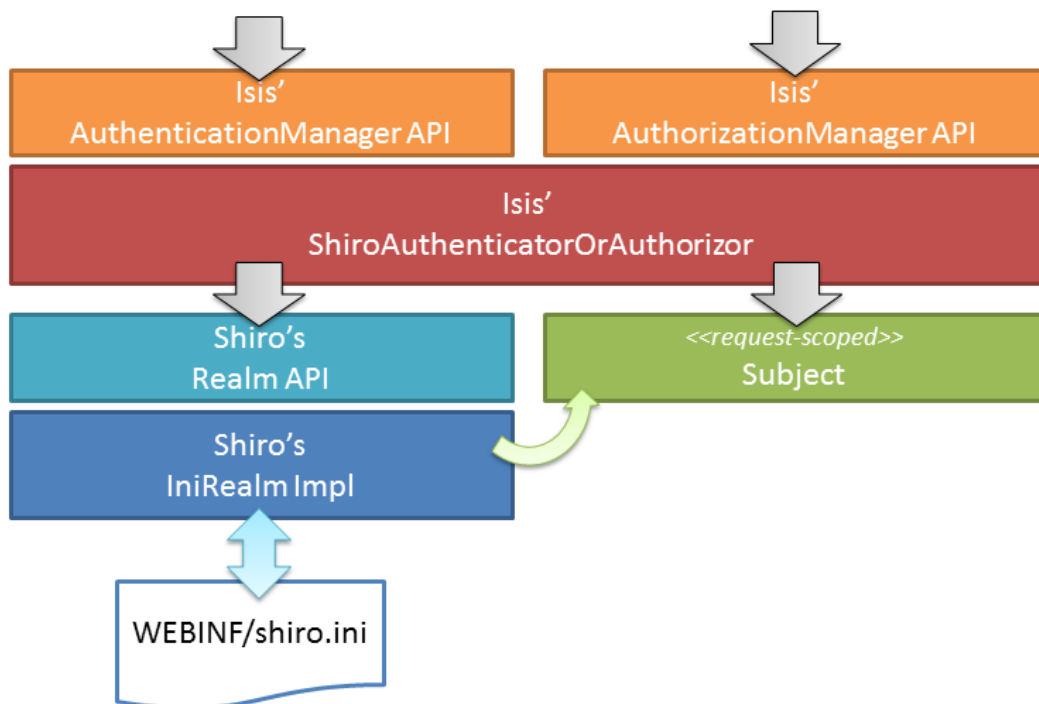 Isis’
AuthenticationManager API
Isis’
AuthorizationManager API
Isis’
ShiroAuthenticatorOrAuthorizor
Shiro’s
Realm API
<<request-scoped>>
Subject
Shiro’s
IniRealm Impl
WEBINF/shiro.ini